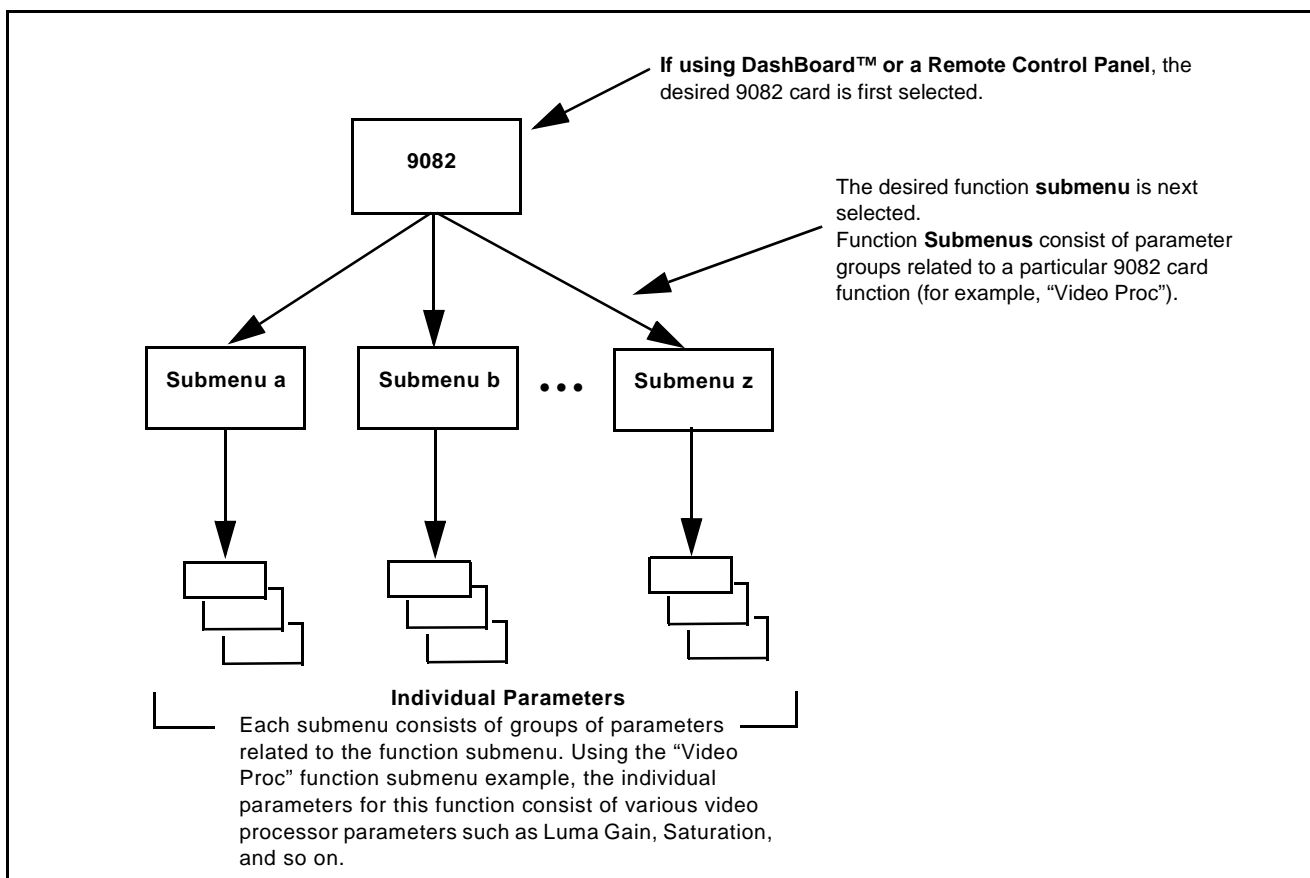 If using DashBoard™ or a Remote Control Panel, the
desired 9082 card is first selected.
9082
The desired function submenu is next
selected.
Function Submenus consist of parameter
groups related to a particular 9082 card
function (for example, “Video Proc”).
Submenu a
Submenu b
•••
Submenu z
Individual Parameters
Each submenu consists of groups of parameters
related to the function submenu. Using the “Video
Proc” function submenu example, the individual
parameters for this function consist of various video
processor parameters such as Luma Gain, Saturation,
and so on.